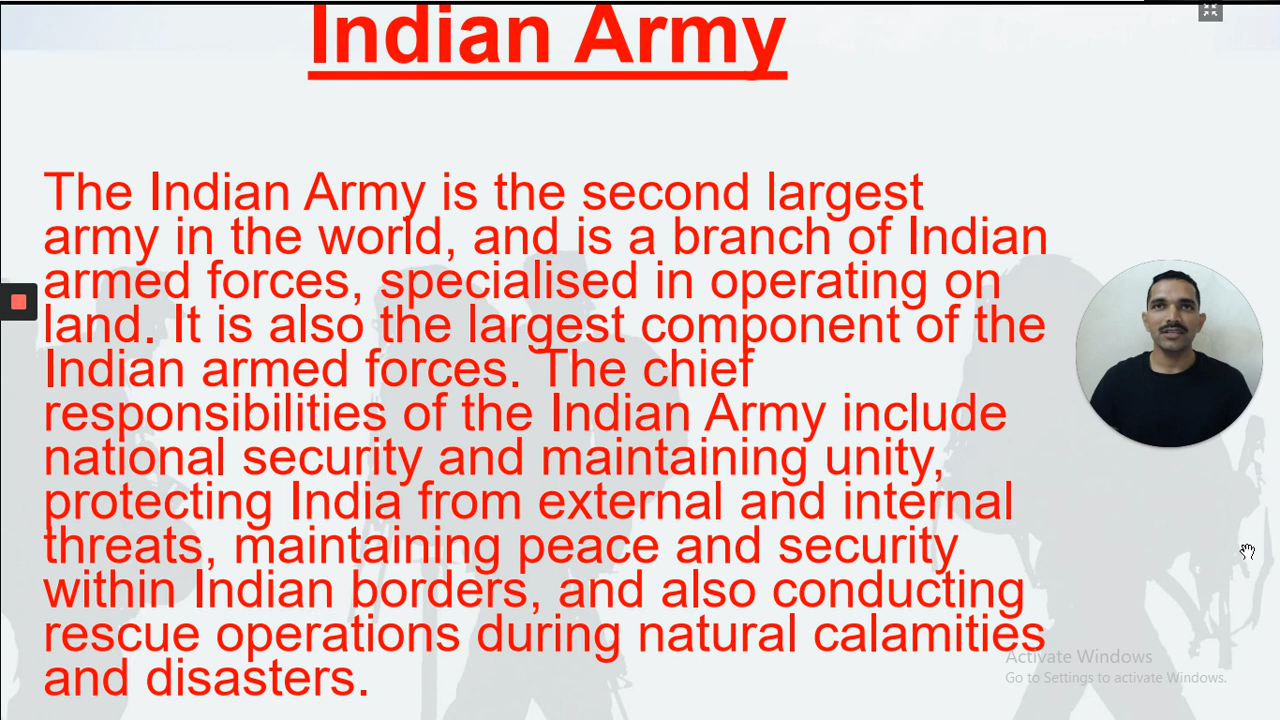 Indian Army
The Indian Army is the second largest
army in the world, and is a branch of Indian
armed forces, specialised in operating on
land. It is also the largest component of the
Indian armed forces. The chief
responsibilities of the Indian Army include
national security and maintaining unity,
protecting India from external and internal
threats, maintaining peace and security
within Indian borders, and also conducting
rescue operations during natural calamities
and disasters.
Activate Windows
Go to Settings to activate Windows.